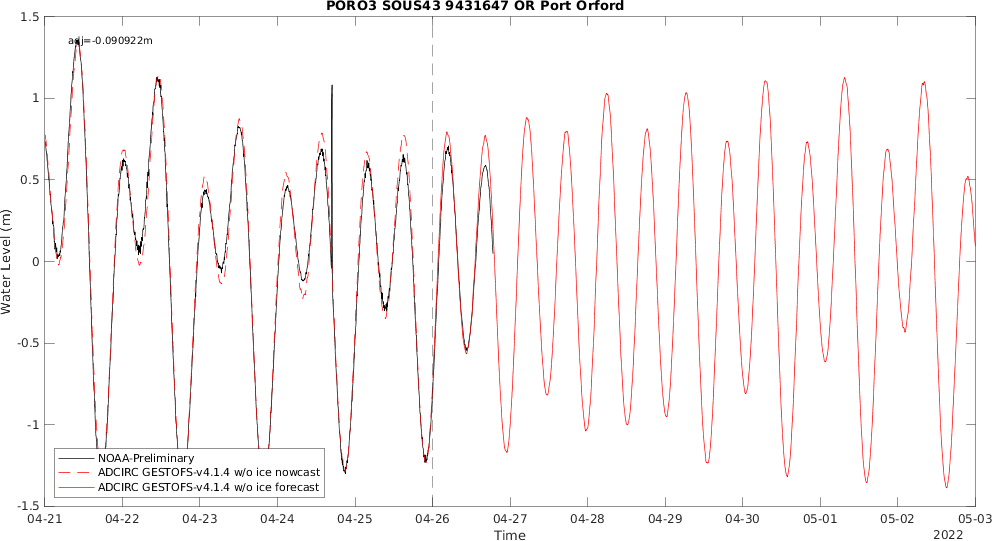 PORO3 SOUS43 9431647 OR Port Orford
adj=-0.090922m
1.5
1
0.5
0
-0.5
-1
-1.5
Water Level (m)
NOAA-Preliminary
ADCIRC GESTOFS-v4.1.4 w/o ice nowcast
ADCIRC GESTOFS-v4.1.4 w/o ice forecast
04-21 04-22 04-23 04-24 04-25 04-26 04-27 04-28 04-29 04-30 05-01 05-02 05-03
Time
2022